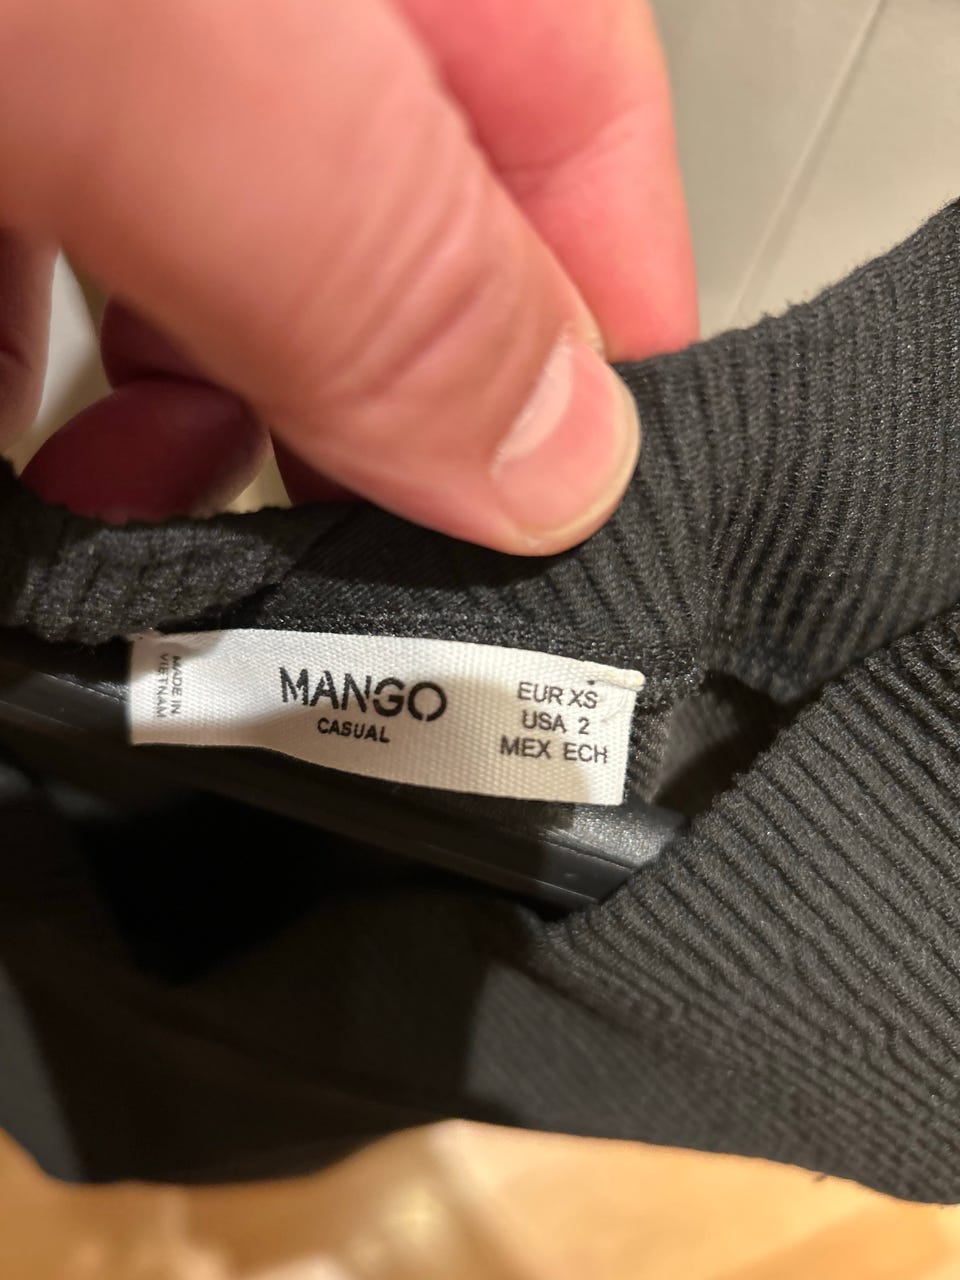 MADE IN
VIETNAM
MANGO
CASUAL
EUR XS
USA 2
MEX ECH